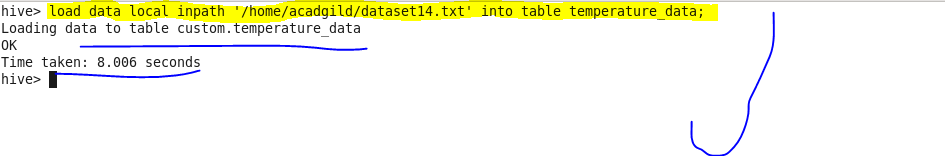 hive> load data local inpath '/home/acadgild/dataset14.txt' into table temperature_data;
Loading data to table custom.temperature_data
OK
Time taken: 8.006 seconds
hive>